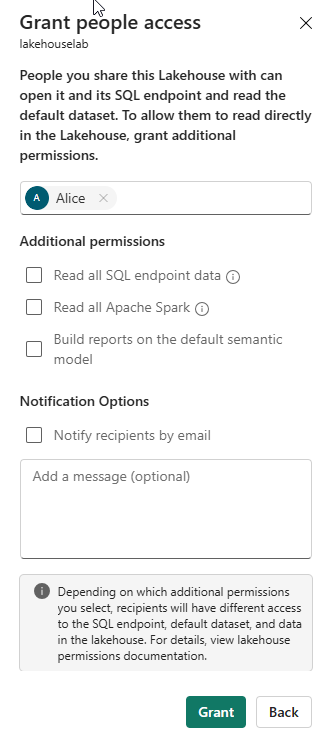 Grant people access
lakehouselab
People you share this Lakehouse with can
open it and its SQL endpoint and read the
default dataset. To allow them to read directly
in the Lakehouse, grant additional
permissions.
A Alice
Additional permissions
Read all SQL endpoint data
Read all Apache Spark
Build reports on the default semantic
model
Notification Options
Notify recipients by email
Add a message (optional)
Depending on which additional permissions
you select, recipients will have different access
to the SQL endpoint, default dataset, and data
in the lakehouse. For details, view lakehouse
permissions documentation.
Grant Back